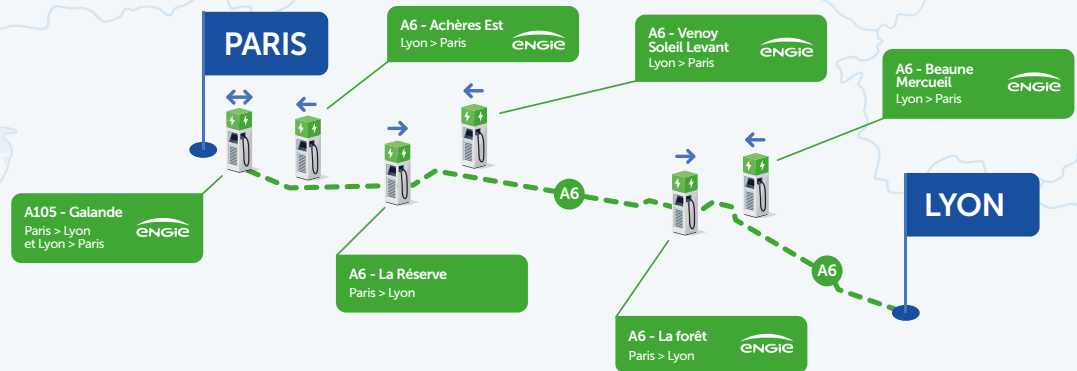 PARIS
A6 - Achères Est
Lyon > Paris
ENGIE
A6 - Venoy
Soleil Levant
Lyon > Paris
ENGIE
A6 - Beaune
Mercueil
Lyon > Paris
ENGIE
A105 - Galande
Paris > Lyon
et Lyon > Paris
ENGIE
A6 - La Réserve
Paris > Lyon
A6
A6 - La forêt
Paris > Lyon
ENGIE
A6
LYON